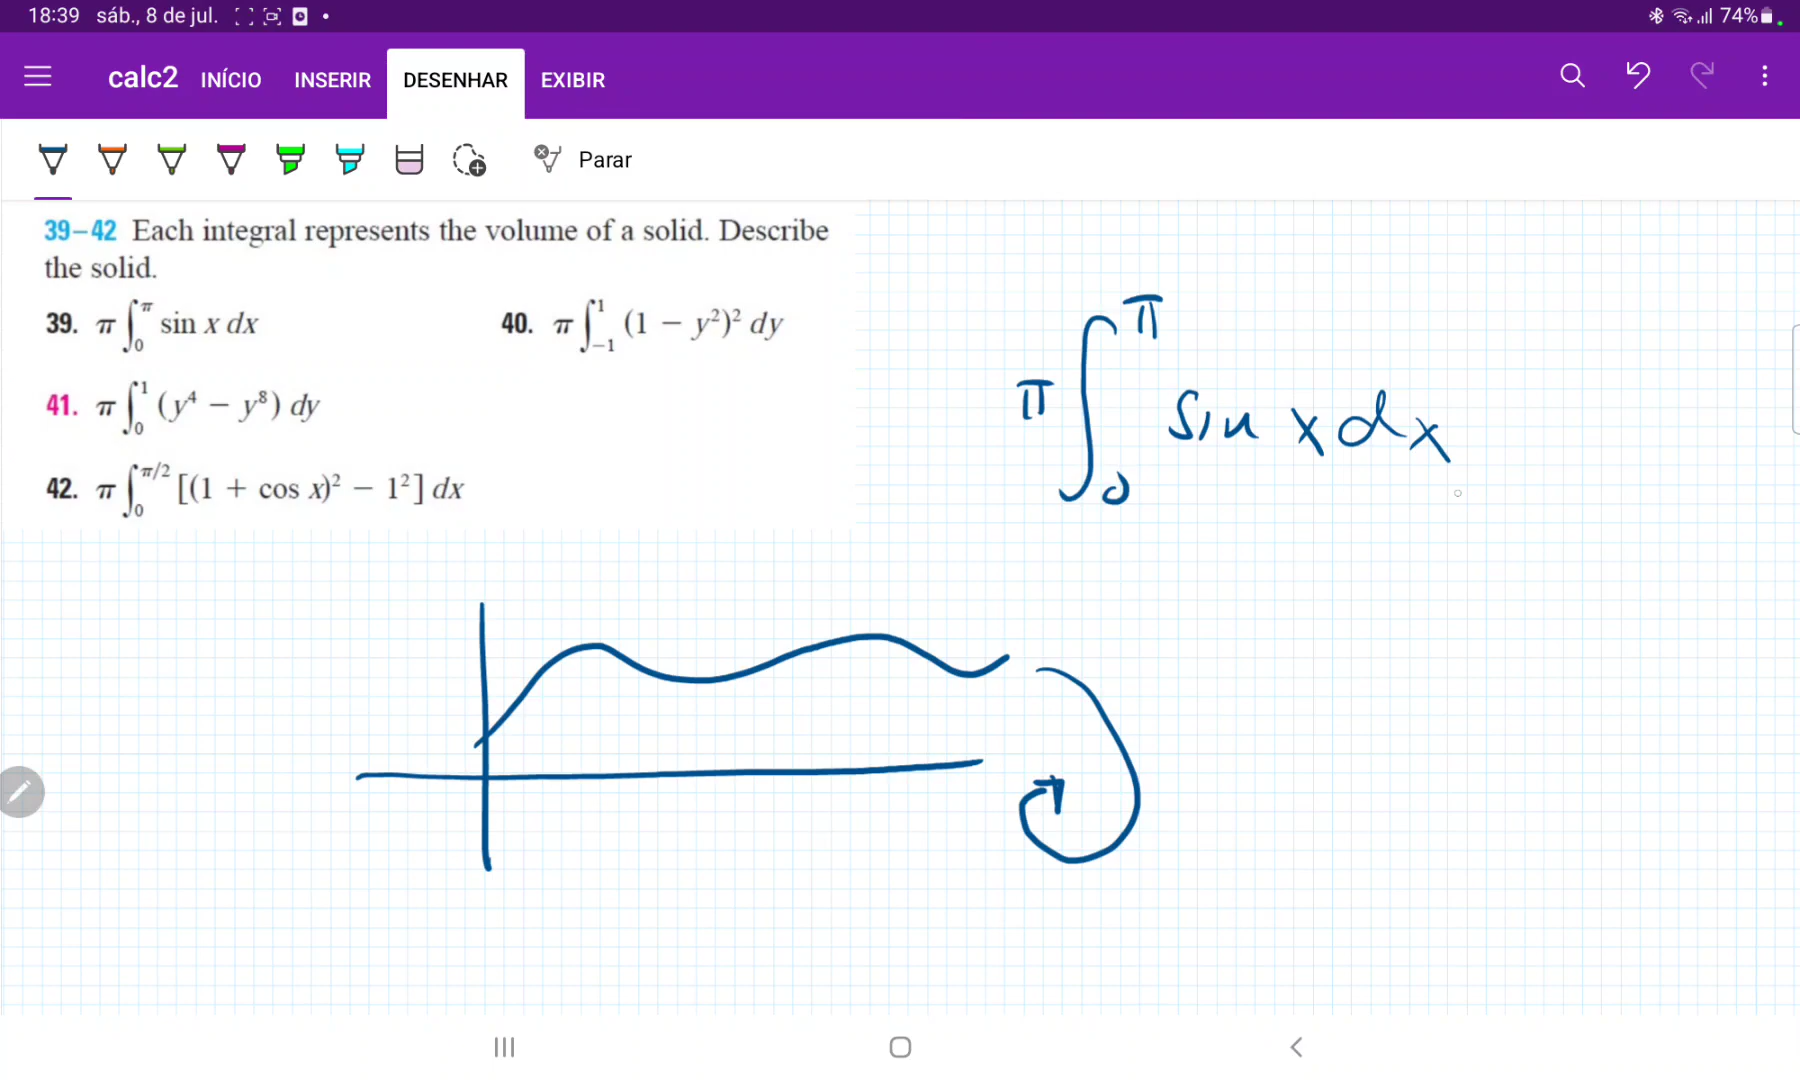 18:39 sáb., 8 de jul. 74%
calc2 INÍCIO INSERIR DESENHAR EXIBIR
Parar
39–42 Each integral represents the volume of a solid. Describe
the solid.
39. π ∫₀^π sin x dx 40. π ∫₋₁¹ (1 − y²)² dy
41. π ∫₀¹ (y⁴ − y⁸) dy
42. π ∫₀^(π/2) [(1 + cos x)² − 1²] dx
π ∫₀^π sin x dx